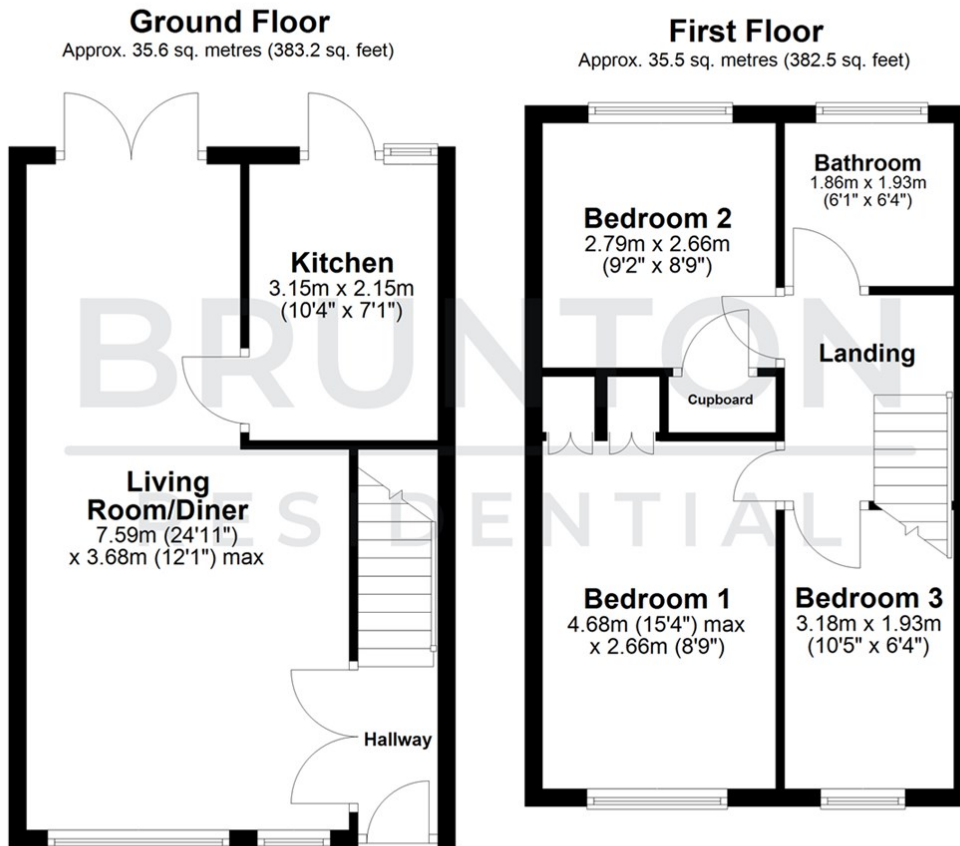 Ground Floor
Approx. 35.6 sq. metres (383.2 sq. feet)
Kitchen
3.15m x 2.15m
(10'4" x 7'1")
Living
Room/Diner
7.59m (24'11")
x 3.68m (12'1") max
Hallway
First Floor
Approx. 35.5 sq. metres (382.5 sq. feet)
Bathroom
1.86m x 1.93m
(6'1" x 6'4")
Bedroom 2
2.79m x 2.66m
(9'2" x 8'9")
Landing
Cupboard
Bedroom 1
4.68m (15'4") max
x 2.66m (8'9")
Bedroom 3
3.18m x 1.93m
(10'5" x 6'4")
BRUNTON
RESIDENTIAL